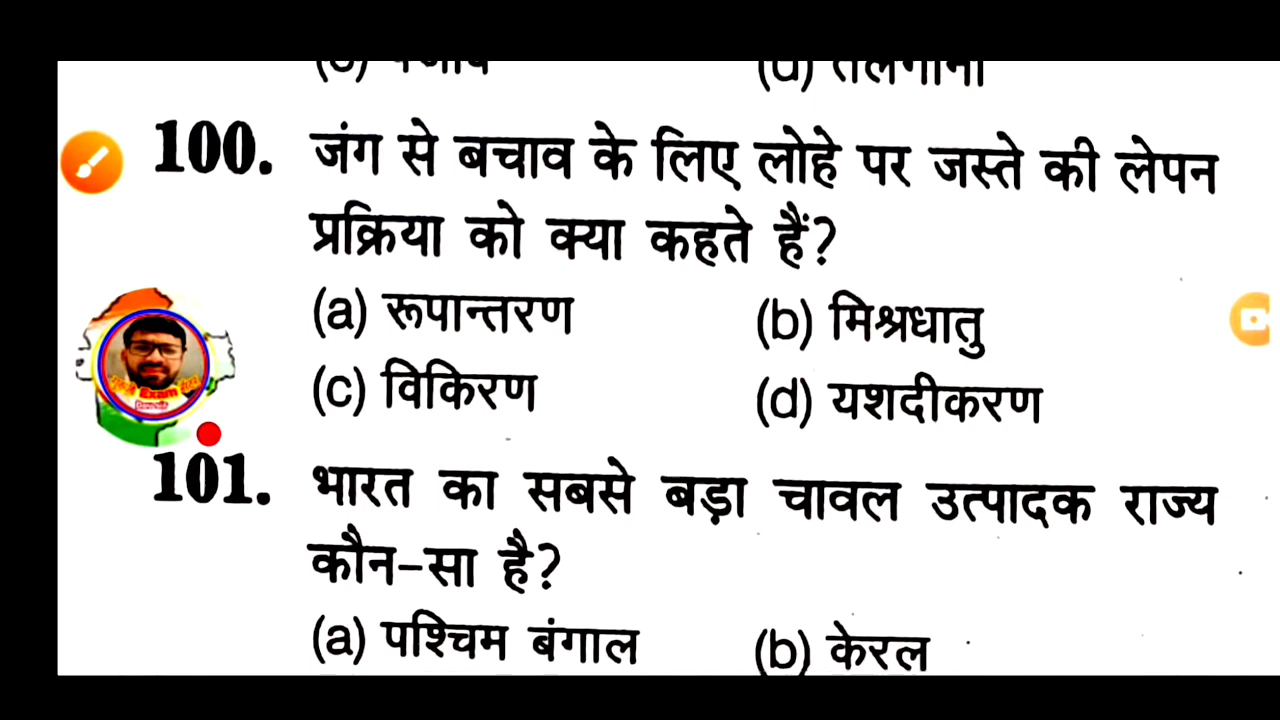 100. जंग से बचाव के लिए लोहे पर जस्ते की लेपन
प्रक्रिया को क्या कहते हैं?
(a) रूपान्तरण (b) मिश्रधातु
(c) विकिरण (d) यशदीकरण
101. भारत का सबसे बड़ा चावल उत्पादक राज्य
कौन-सा है?
(a) पश्चिम बंगाल (b) केरल